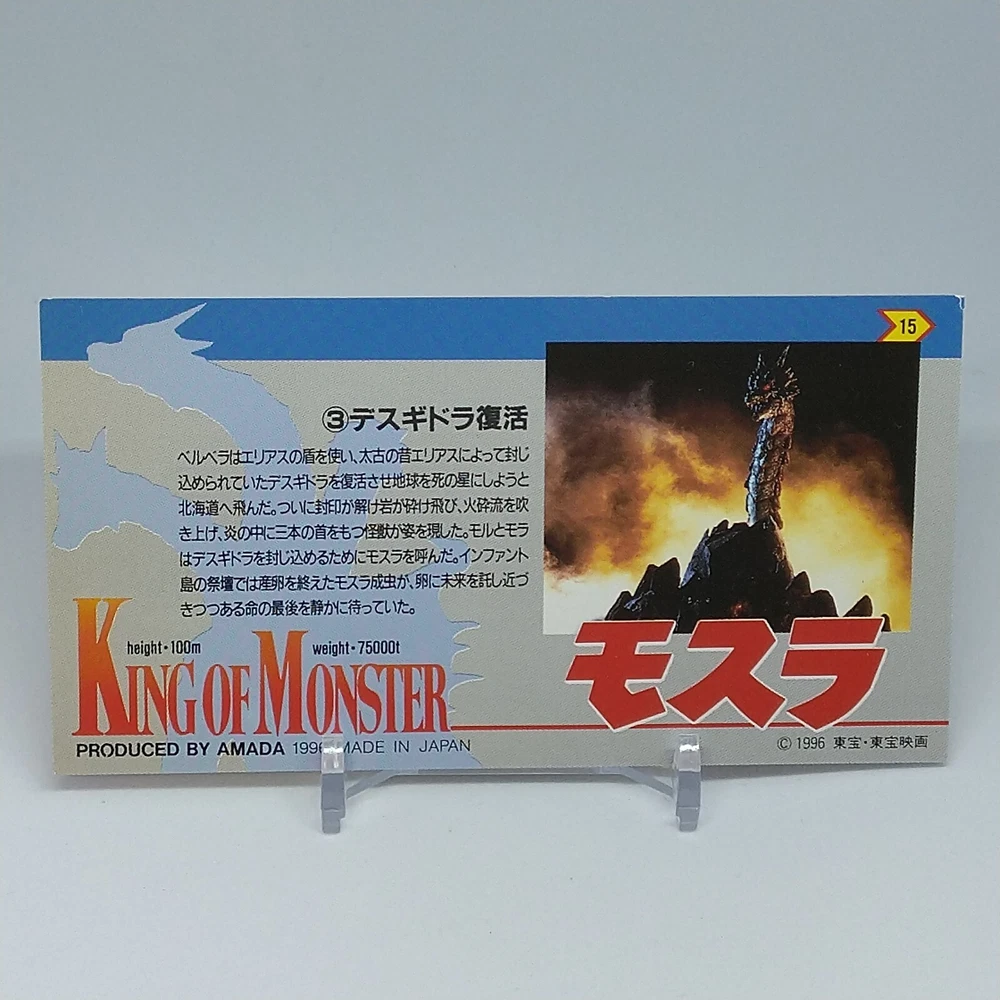 15
③デスギドラ復活
ベルベラはエリアスの盾を使い、太古の昔エリアスによって封じ
込められていたデスギドラを復活させ地球を死の星にしようと
北海道へ飛んだ。ついに封印が解け岩が砕け飛び、火砕流を吹
き上げ、炎の中に三本の首をもつ怪獣が姿を現した。モルとモラ
はデスギドラを封じ込めるためにモスラを呼んだ。インファント
島の祭壇では産卵を終えたモスラ成虫が、卵に未来を託し近づ
きつつある命の最後を静かに待っていた。
height・100m weight・75000t
KING OF MONSTER
モスラ
PRODUCED BY AMADA 1996 MADE IN JAPAN
© 1996 東宝・東宝映画